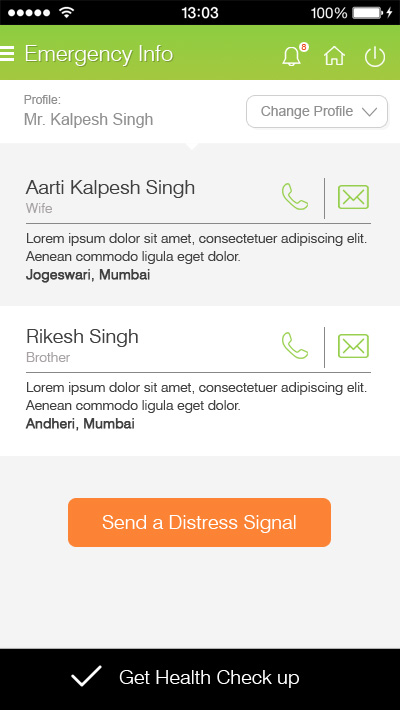 13:03
100%
Emergency Info
8
Profile:
Mr. Kalpesh Singh
Change Profile
Aarti Kalpesh Singh
Wife
Lorem ipsum dolor sit amet, consectetuer adipiscing elit.
Aenean commodo ligula eget dolor.
Jogeswari, Mumbai
Rikesh Singh
Brother
Lorem ipsum dolor sit amet, consectetuer adipiscing elit.
Aenean commodo ligula eget dolor.
Andheri, Mumbai
Send a Distress Signal
Get Health Check up